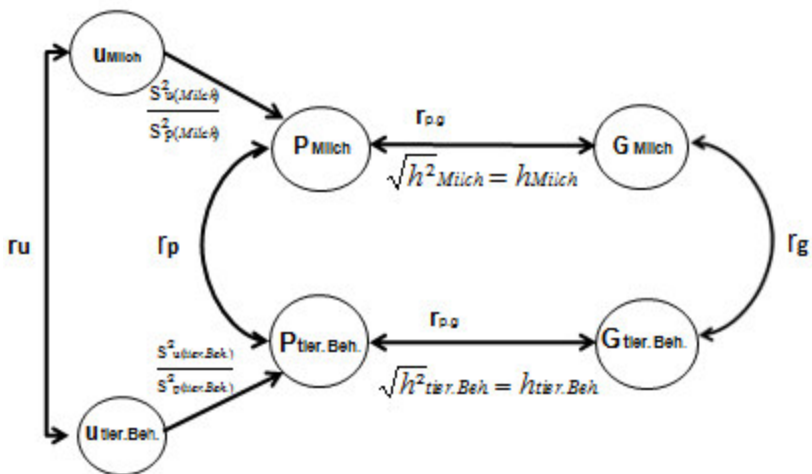 uMilch
S²u(Milch)
S²p(Milch)
rp.g
PMilch
GMilch
√h²Milch = hMilch
ru
rp
rg
rp.g
Ptier.Beh.
Gtier.Beh.
S²u(tier.Beh.)
S²p(tier.Beh.)
√h²tier.Beh. = htier.Beh.
utier.Beh.